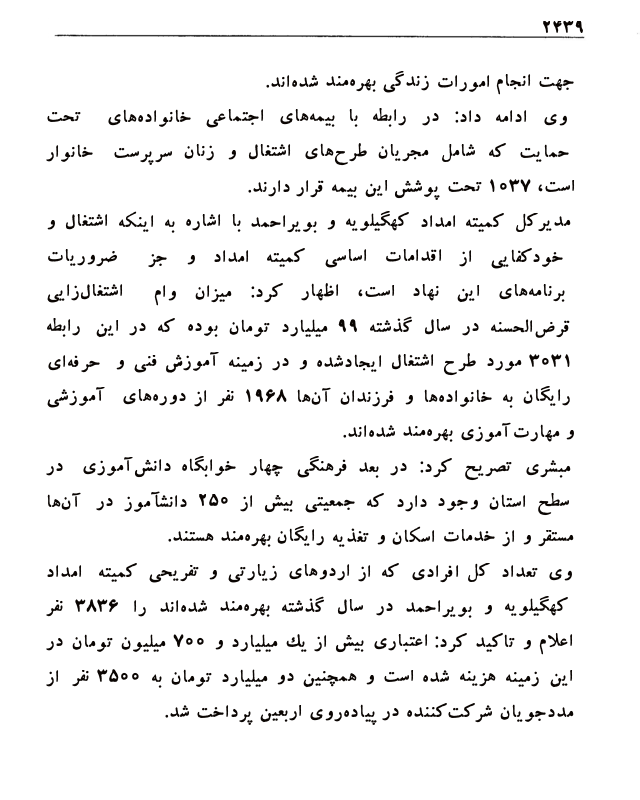 ۲۴۳۹
جهت انجام امورات زندگی بهره‌مند شده‌اند.
وی ادامه داد: در رابطه با بیمه‌های اجتماعی خانواده‌های تحت
حمایت که شامل مجریان طرح‌های اشتغال و زنان سرپرست خانوار
است، ۱۰۳۷ تحت پوشش این بیمه قرار دارند.
مدیرکل کمیته امداد کهگیلویه و بویراحمد با اشاره به اینکه اشتغال و
خودکفایی از اقدامات اساسی کمیته امداد و جز ضروریات
برنامه‌های این نهاد است، اظهار کرد: میزان وام اشتغال‌زایی
قرض‌الحسنه در سال گذشته ۹۹ میلیارد تومان بوده که در این رابطه
۳۰۳۱ مورد طرح اشتغال ایجادشده و در زمینه آموزش فنی و حرفه‌ای
رایگان به خانواده‌ها و فرزندان آن‌ها ۱۹۶۸ نفر از دوره‌های آموزشی
و مهارت‌آموزی بهره‌مند شده‌اند.
مبشری تصریح کرد: در بعد فرهنگی چهار خوابگاه دانش‌آموزی در
سطح استان وجود دارد که جمعیتی بیش از ۲۵۰ دانشآموز در آن‌ها
مستقر و از خدمات اسکان و تغذیه رایگان بهره‌مند هستند.
وی تعداد کل افرادی که از اردوهای زیارتی و تفریحی کمیته امداد
کهگیلویه و بویراحمد در سال گذشته بهره‌مند شده‌اند را ۳۸۳۶ نفر
اعلام و تاکید کرد: اعتباری بیش از یك میلیارد و ۷۰۰ میلیون تومان در
این زمینه هزینه شده است و همچنین دو میلیارد تومان به ۳۵۰۰ نفر از
مددجویان شرکت‌کننده در پیاده‌روی اربعین پرداخت شد.